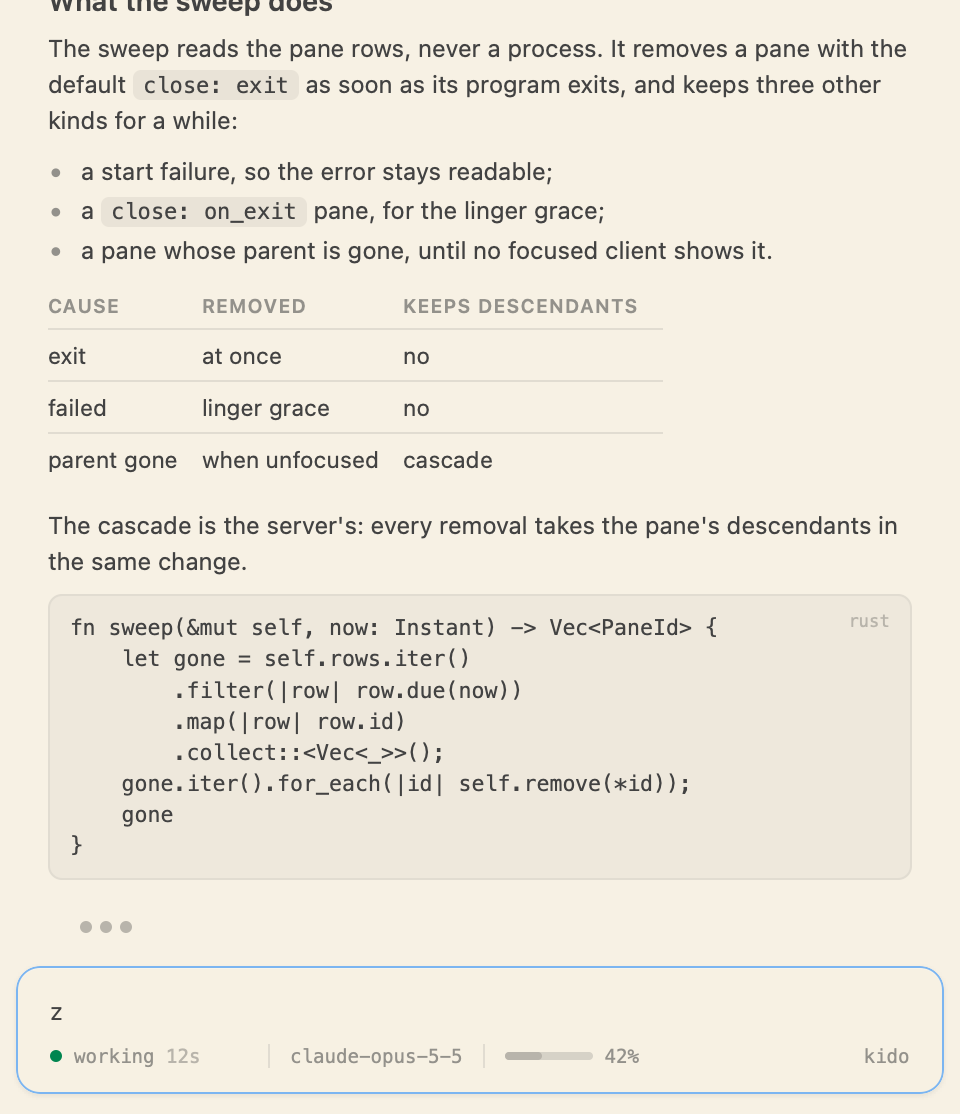 What the sweep does
The sweep reads the pane rows, never a process. It removes a pane with the
default close: exit as soon as its program exits, and keeps three other
kinds for a while:
• a start failure, so the error stays readable;
• a close: on_exit pane, for the linger grace;
• a pane whose parent is gone, until no focused client shows it.
CAUSE REMOVED KEEPS DESCENDANTS
exit at once no
failed linger grace no
parent gone when unfocused cascade
The cascade is the server's: every removal takes the pane's descendants in
the same change.
rust
fn sweep(&mut self, now: Instant) -> Vec<PaneId> {
    let gone = self.rows.iter()
        .filter(|row| row.due(now))
        .map(|row| row.id)
        .collect::<Vec<_>>();
    gone.iter().for_each(|id| self.remove(*id));
    gone
}
z
working 12s claude-opus-5-5 42% kido